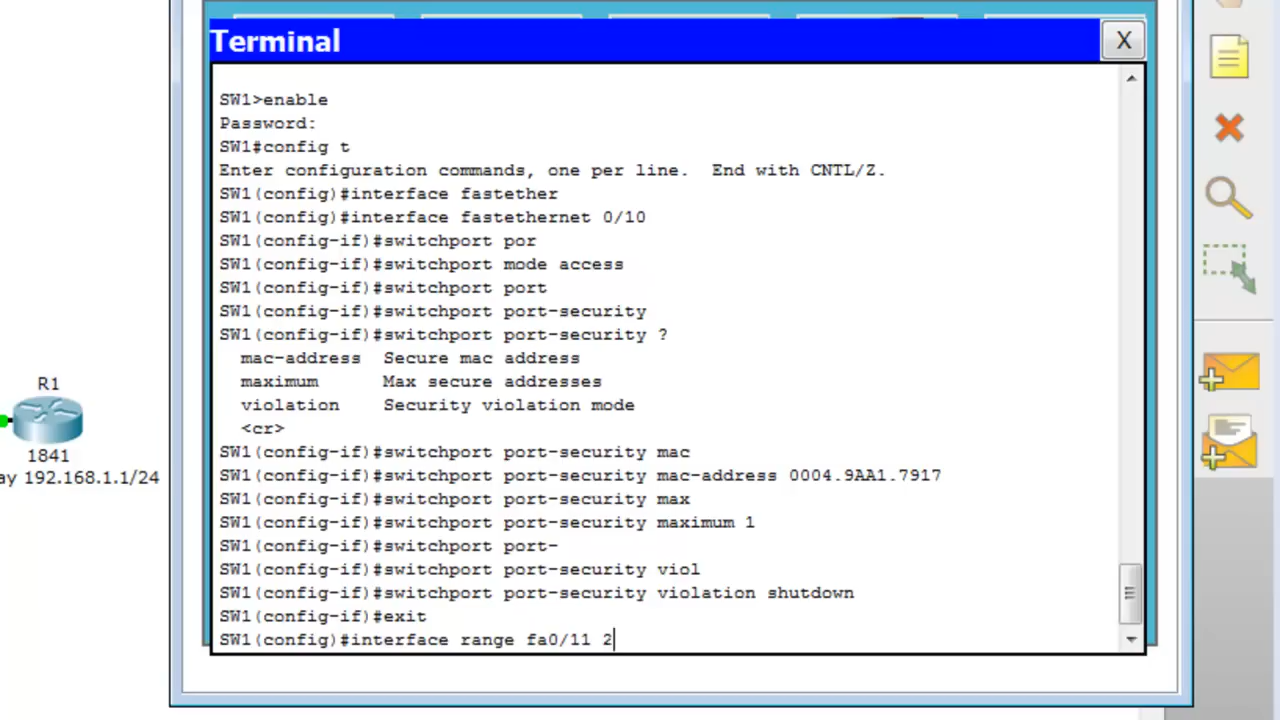 Terminal
X
SW1>enable
Password:
SW1#config t
Enter configuration commands, one per line.  End with CNTL/Z.
SW1(config)#interface fastether
SW1(config)#interface fastethernet 0/10
SW1(config-if)#switchport por
SW1(config-if)#switchport mode access
SW1(config-if)#switchport port
SW1(config-if)#switchport port-security
SW1(config-if)#switchport port-security ?
mac-address  Secure mac address
maximum      Max secure addresses
violation    Security violation mode
<cr>
SW1(config-if)#switchport port-security mac
SW1(config-if)#switchport port-security mac-address 0004.9AA1.7917
SW1(config-if)#switchport port-security max
SW1(config-if)#switchport port-security maximum 1
SW1(config-if)#switchport port-
SW1(config-if)#switchport port-security viol
SW1(config-if)#switchport port-security violation shutdown
SW1(config-if)#exit
SW1(config)#interface range fa0/11 2
R1
1841
ay 192.168.1.1/24